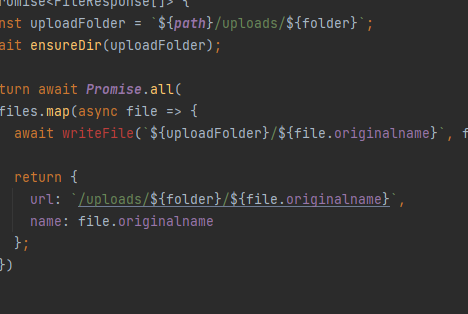 romise<FileResponse[]> {
nst uploadFolder = `${path}/uploads/${folder}`;
ait ensureDir(uploadFolder);
turn await Promise.all(
files.map(async file => {
await writeFile(`${uploadFolder}/${file.originalname}`, f
return {
url: `/uploads/${folder}/${file.originalname}`,
name: file.originalname
};
})